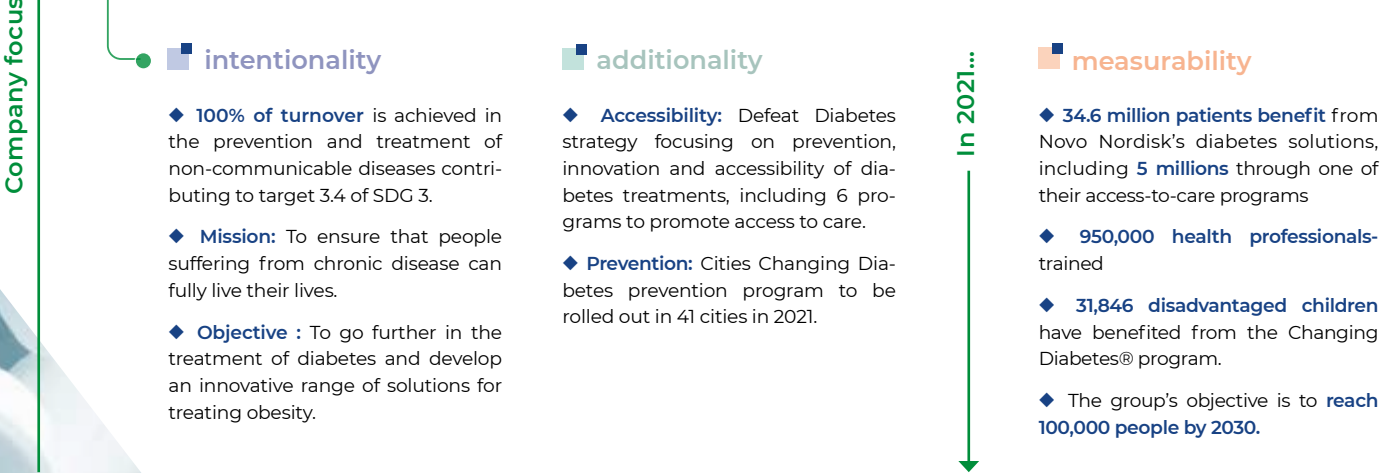 Company focus
intentionality
◆ 100% of turnover is achieved in
the prevention and treatment of
non-communicable diseases contri-
buting to target 3.4 of SDG 3.
◆ Mission: To ensure that people
suffering from chronic disease can
fully live their lives.
◆ Objective : To go further in the
treatment of diabetes and develop
an innovative range of solutions for
treating obesity.
additionality
◆ Accessibility: Defeat Diabetes
strategy focusing on prevention,
innovation and accessibility of dia-
betes treatments, including 6 pro-
grams to promote access to care.
◆ Prevention: Cities Changing Dia-
betes prevention program to be
rolled out in 41 cities in 2021.
In 2021...
measurability
◆ 34.6 million patients benefit from
Novo Nordisk’s diabetes solutions,
including 5 millions through one of
their access-to-care programs
◆ 950,000 health professionals-
trained
◆ 31,846 disadvantaged children
have benefited from the Changing
Diabetes® program.
◆ The group’s objective is to reach
100,000 people by 2030.